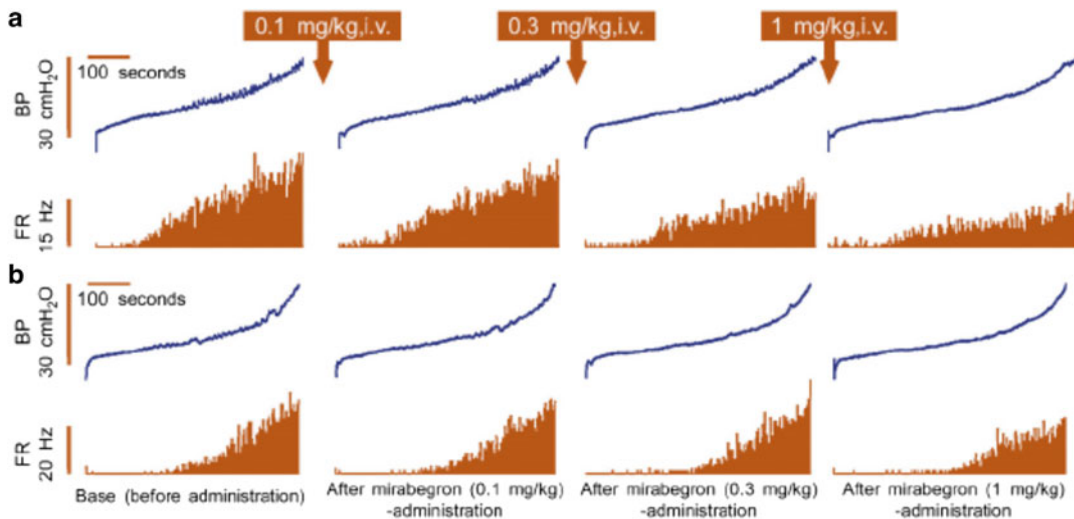 a
0.1 mg/kg,i.v.
0.3 mg/kg,i.v.
1 mg/kg,i.v.
100 seconds
BP
30 cmH₂O
FR
15 Hz
b
100 seconds
BP
30 cmH₂O
FR
20 Hz
Base (before administration)
After mirabegron (0.1 mg/kg)
-administration
After mirabegron (0.3 mg/kg)
-administration
After mirabegron (1 mg/kg)
-administration